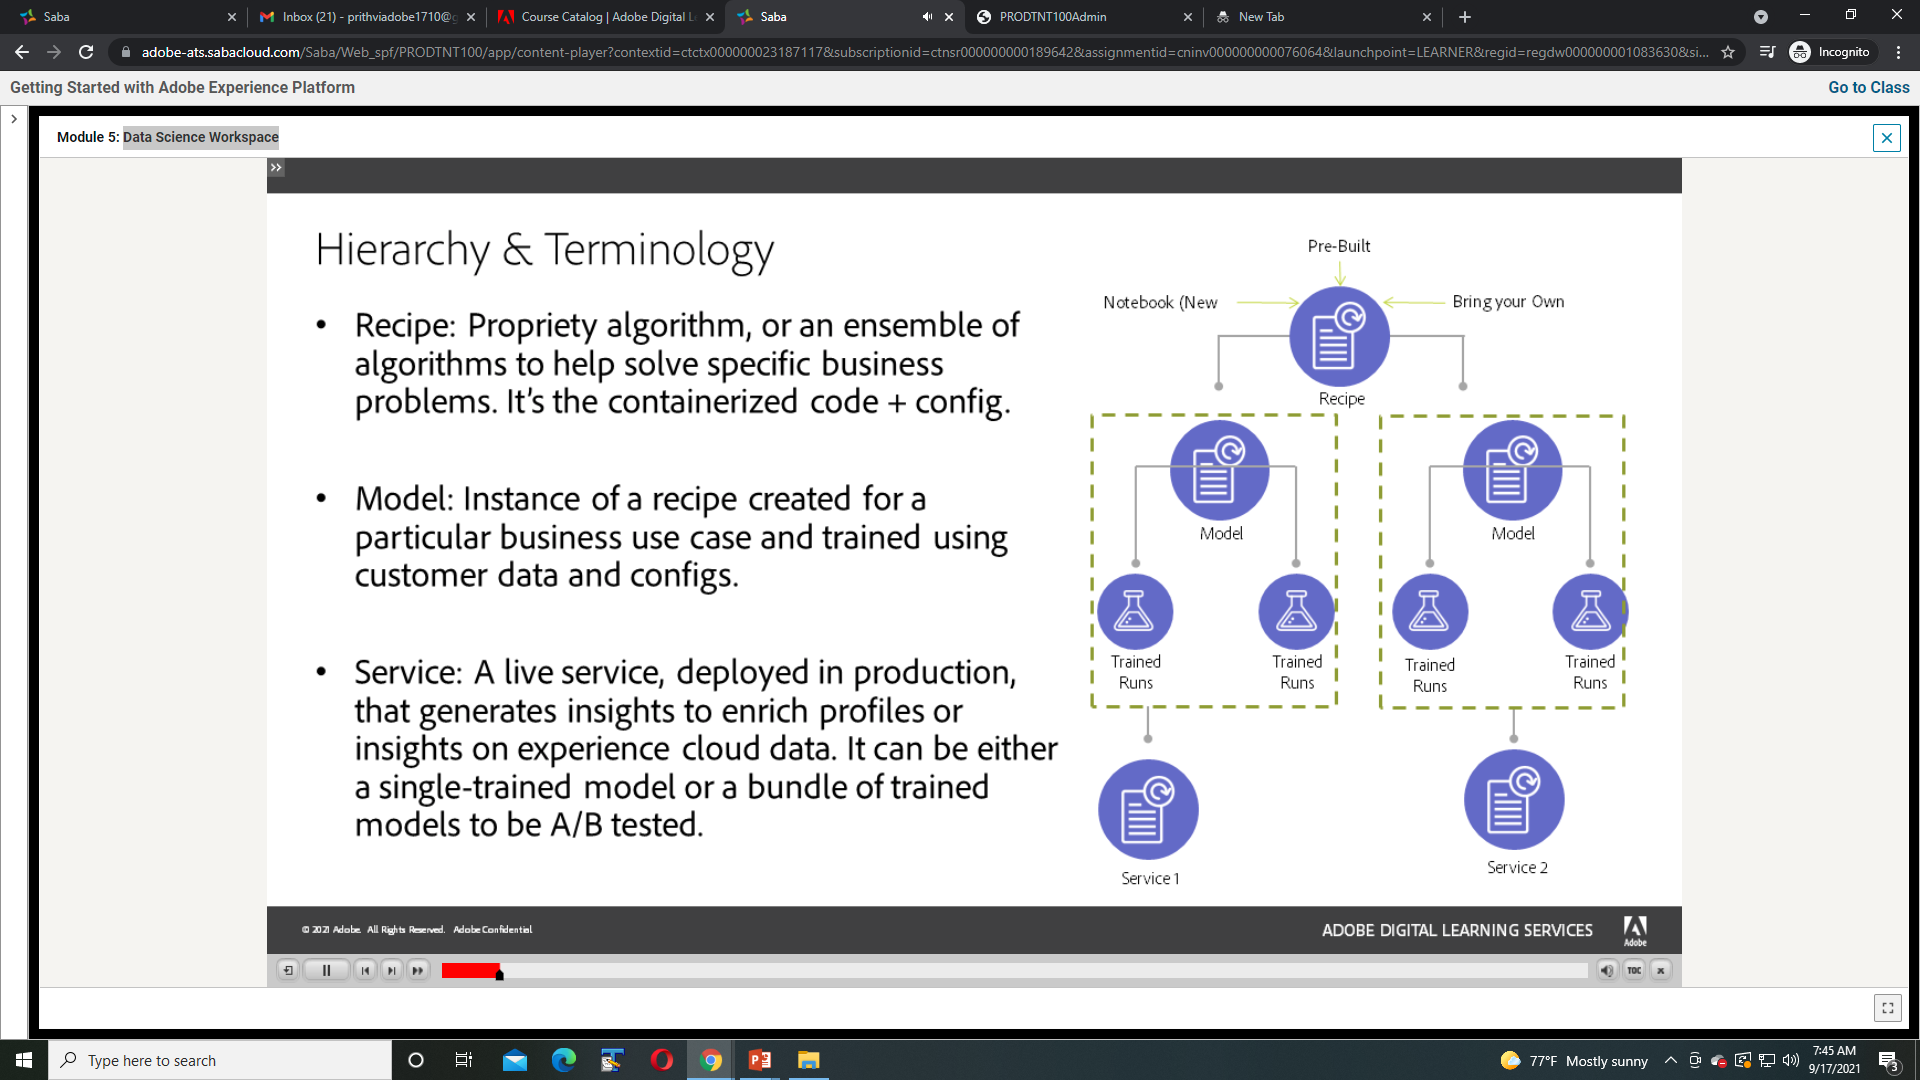 Saba
Inbox (21) - prithviadobe1710@g
Course Catalog | Adobe Digital L
Saba
PRODTNT100Admin
New Tab
adobe-ats.sabacloud.com/Saba/Web_spf/PRODTNT100/app/content-player?contextid=ctctx000000023187117&subscriptionid=ctnsr000000000189642&assignmentid=cninv000000000076064&launchpoint=LEARNER&regid=regdw000000001083630&si...
Incognito
Getting Started with Adobe Experience Platform
Go to Class
Module 5: Data Science Workspace
Hierarchy & Terminology
• Recipe: Propriety algorithm, or an ensemble of
algorithms to help solve specific business
problems. It's the containerized code + config.
• Model: Instance of a recipe created for a
particular business use case and trained using
customer data and configs.
• Service: A live service, deployed in production,
that generates insights to enrich profiles or
insights on experience cloud data. It can be either
a single-trained model or a bundle of trained
models to be A/B tested.
Pre-Built
Notebook (New
Bring your Own
Recipe
Model
Model
Trained
Runs
Trained
Runs
Trained
Runs
Trained
Runs
Service 1
Service 2
© 2021 Adobe. All Rights Reserved. Adobe Confidential
ADOBE DIGITAL LEARNING SERVICES
Adobe
TOC
Type here to search
77°F Mostly sunny
7:45 AM
9/17/2021
3